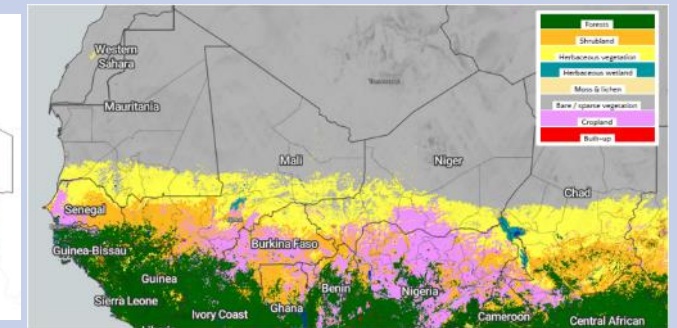 Western
Sahara
Mauritania
Mali
Niger
Chad
Senegal
Guinea-Bissau
Burkina Faso
Guinea
Sierra Leone
Ivory Coast
Ghana
Benin
Nigeria
Cameroon
Central African
Forests
Shrubland
Herbaceous vegetation
Herbaceous wetland
Moss & lichen
Bare / sparse vegetation
Cropland
Built-up